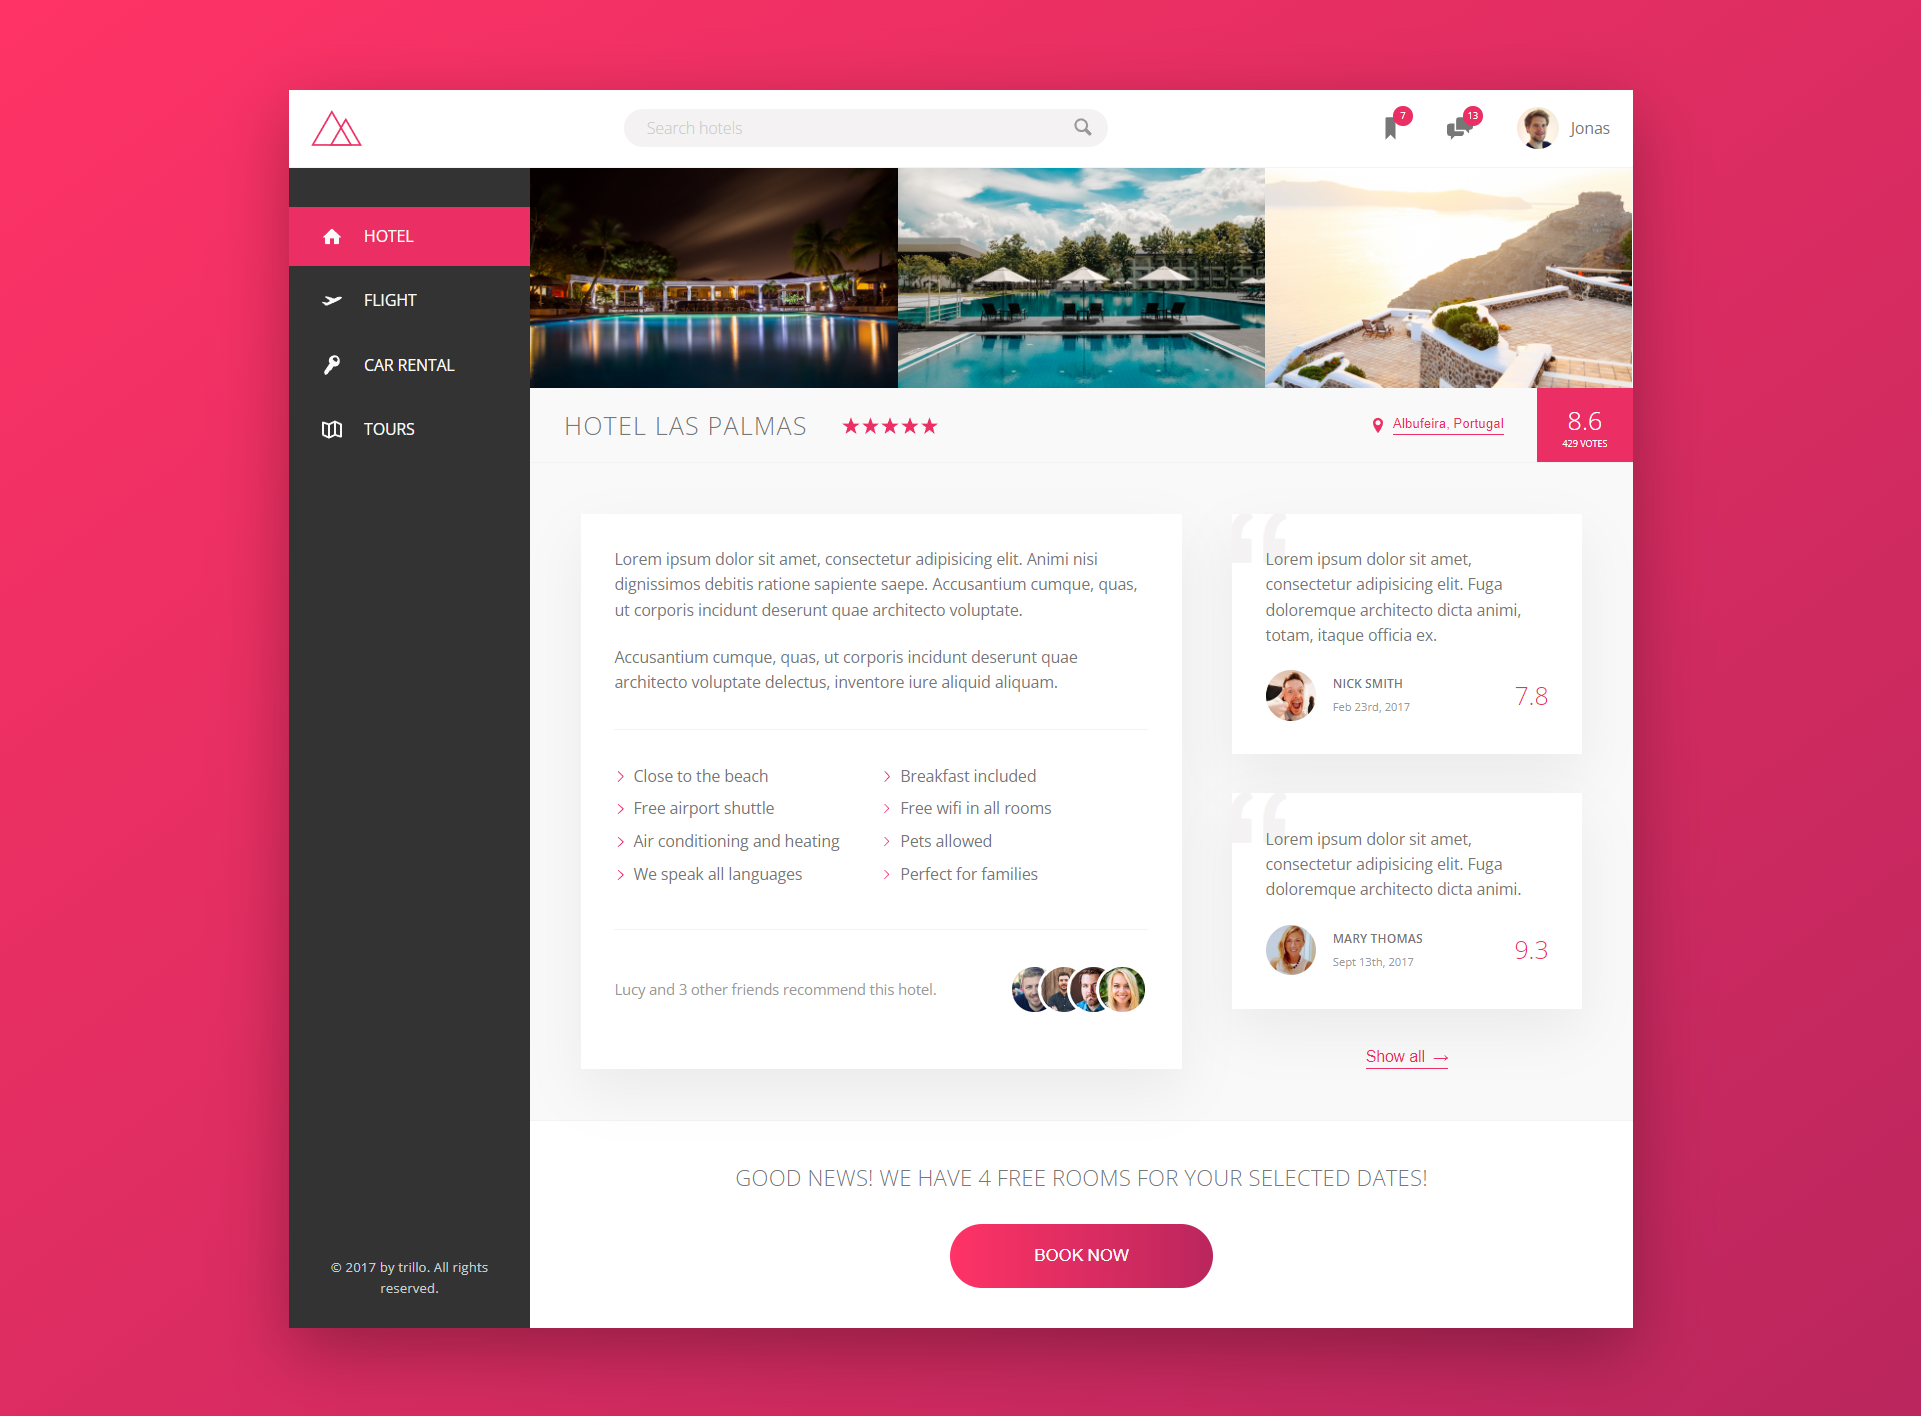 Search hotels
7
13
Jonas
HOTEL
FLIGHT
CAR RENTAL
TOURS
© 2017 by trillo. All rights
reserved.
HOTEL LAS PALMAS
Albufeira, Portugal
8.6
429 VOTES
Lorem ipsum dolor sit amet, consectetur adipisicing elit. Animi nisi
dignissimos debitis ratione sapiente saepe. Accusantium cumque, quas,
ut corporis incidunt deserunt quae architecto voluptate.
Accusantium cumque, quas, ut corporis incidunt deserunt quae
architecto voluptate delectus, inventore iure aliquid aliquam.
Close to the beach
Breakfast included
Free airport shuttle
Free wifi in all rooms
Air conditioning and heating
Pets allowed
We speak all languages
Perfect for families
Lucy and 3 other friends recommend this hotel.
“
Lorem ipsum dolor sit amet,
consectetur adipisicing elit. Fuga
doloremque architecto dicta animi,
totam, itaque officia ex.
NICK SMITH
Feb 23rd, 2017
7.8
“
Lorem ipsum dolor sit amet,
consectetur adipisicing elit. Fuga
doloremque architecto dicta animi.
MARY THOMAS
Sept 13th, 2017
9.3
Show all →
GOOD NEWS! WE HAVE 4 FREE ROOMS FOR YOUR SELECTED DATES!
BOOK NOW